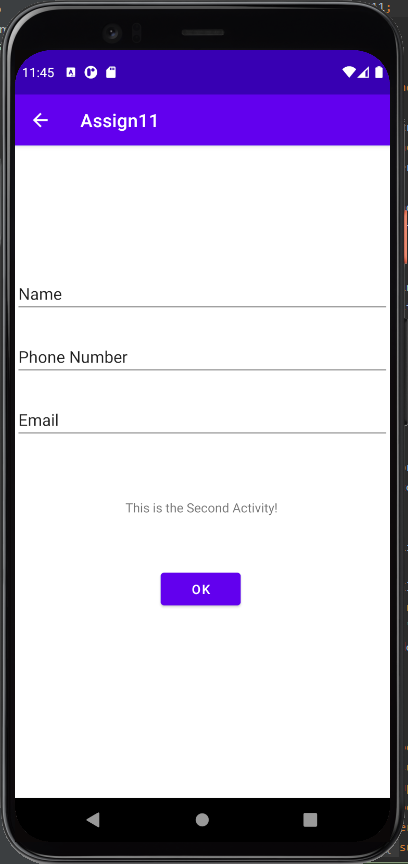 11:45
Assign11
Name
Phone Number
Email
This is the Second Activity!
OK